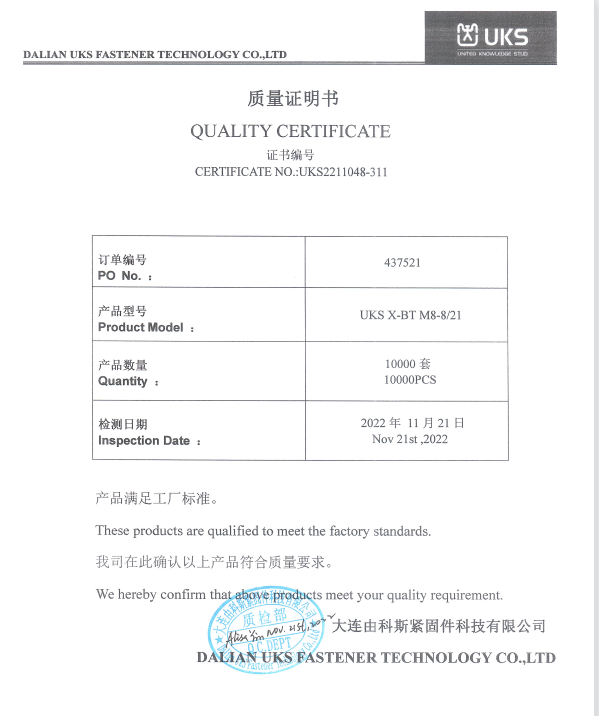 DALIAN UKS FASTENER TECHNOLOGY CO.,LTD
UKS
UNITED KNOWLEDGE STUD
质量证明书
QUALITY CERTIFICATE
证书编号
CERTIFICATE NO.:UKS2211048-311
订单编号
PO No. :
437521
产品型号
Product Model :
UKS X-BT M8-8/21
产品数量
Quantity :
10000 套
10000PCS
检测日期
Inspection Date :
2022 年 11 月 21 日
Nov 21st ,2022
产品满足工厂标准。
These products are qualified to meet the factory standards.
我司在此确认以上产品符合质量要求。
We hereby confirm that above products meet your quality requirement.
质检部
Nov. 21st, 2022
Q.C.DEPT
大连由科斯紧固件科技有限公司
DALIAN UKS FASTENER TECHNOLOGY CO.,LTD